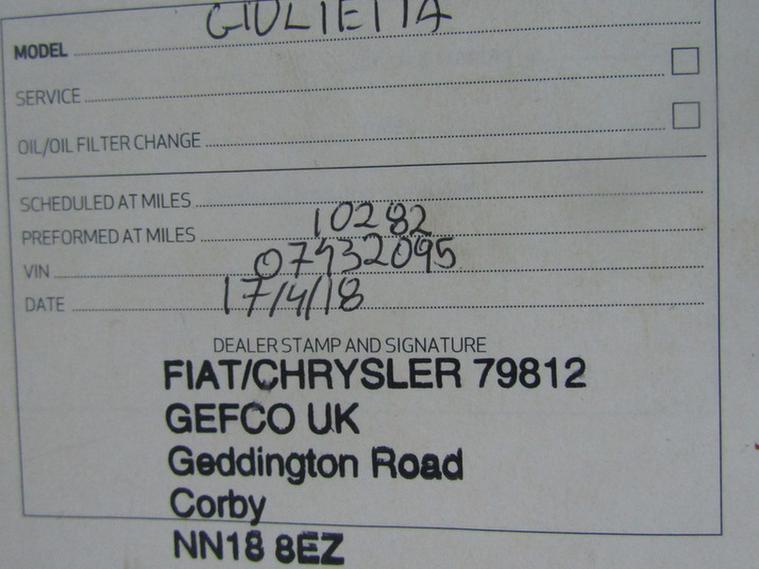 MODEL GIULIETTA
SERVICE
OIL/OIL FILTER CHANGE
SCHEDULED AT MILES
PREFORMED AT MILES 10282
VIN 07432095
DATE 17/4/18
DEALER STAMP AND SIGNATURE
FIAT/CHRYSLER 79812
GEFCO UK
Geddington Road
Corby
NN18 8EZ